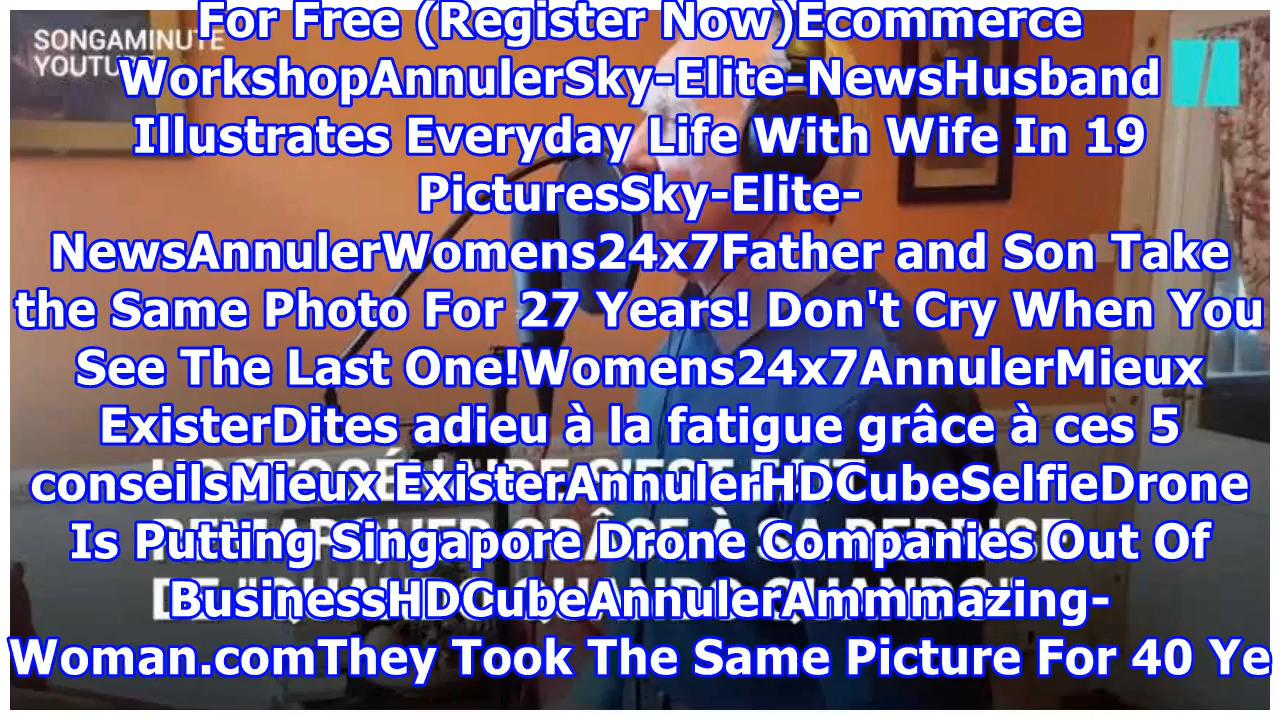 SONGAMINUTE
YOUTUBE
For Free (Register Now)Ecommerce
WorkshopAnnulerSky-Elite-NewsHusband
Illustrates Everyday Life With Wife In 19
PicturesSky-Elite-
NewsAnnulerWomens24x7Father and Son Take
the Same Photo For 27 Years! Don't Cry When You
See The Last One!Womens24x7AnnulerMieux
ExisterDites adieu à la fatigue grâce à ces 5
conseilsMieux ExisterAnnulerHDCubeSelfieDrone
Is Putting Singapore Drone Companies Out Of
BusinessHDCubeAnnulerAmmmazing-
Woman.comThey Took The Same Picture For 40 Ye